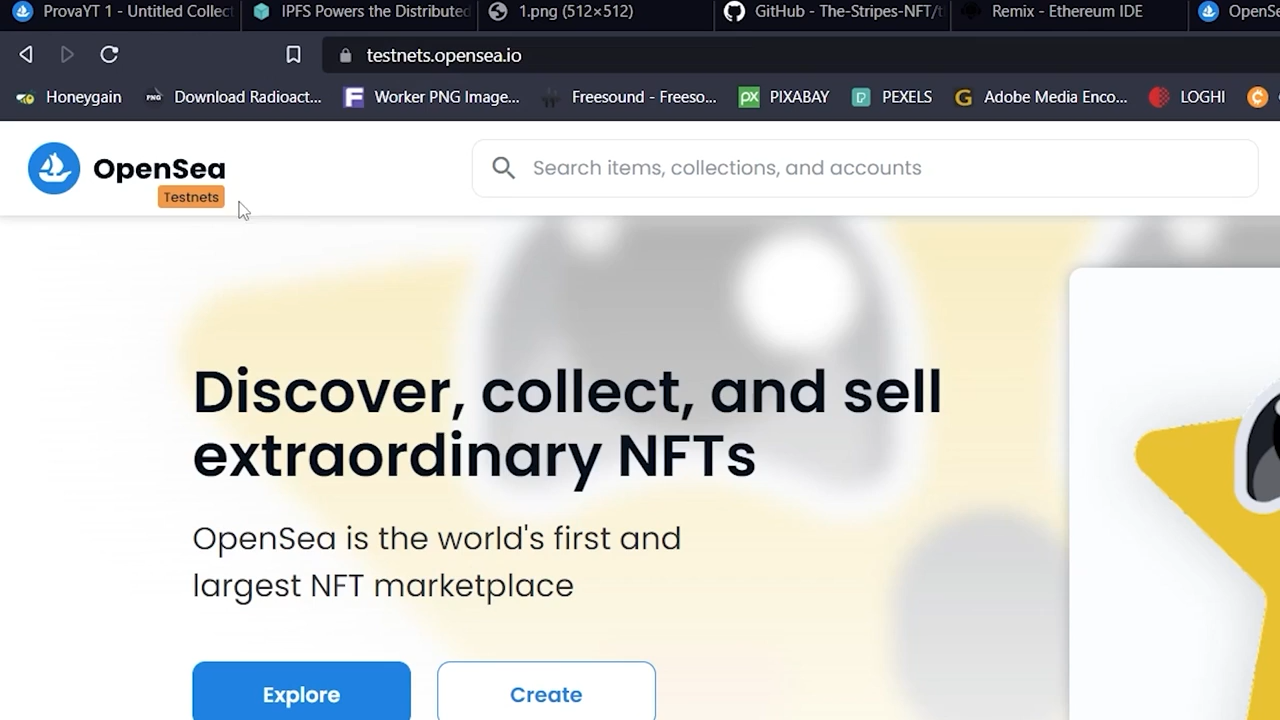 ProvaYT 1 - Untitled Collect
IPFS Powers the Distributed
1.png (512×512)
GitHub - The-Stripes-NFT/t
Remix - Ethereum IDE
OpenSe
testnets.opensea.io
Honeygain
PNG
Download Radioact...
Worker PNG Image...
Freesound - Freeso...
px
PIXABAY
PEXELS
G
Adobe Media Enco...
LOGHI
OpenSea
Testnets
Search items, collections, and accounts
Discover, collect, and sell
extraordinary NFTs
OpenSea is the world's first and
largest NFT marketplace
Explore
Create